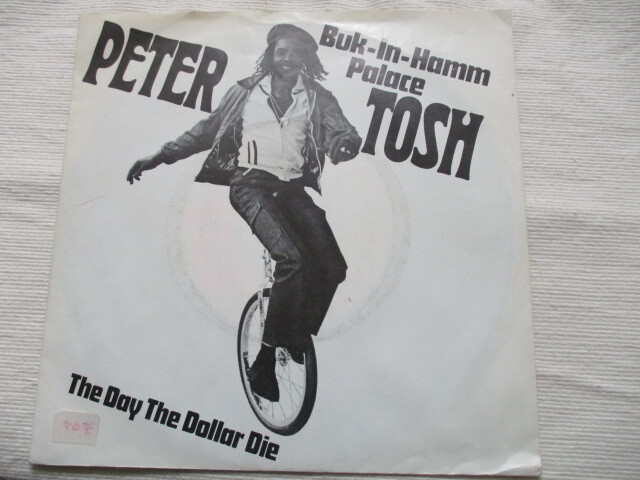 PETER
Buk-In-Hamm
Palace
TOSH
The Day The Dollar Die